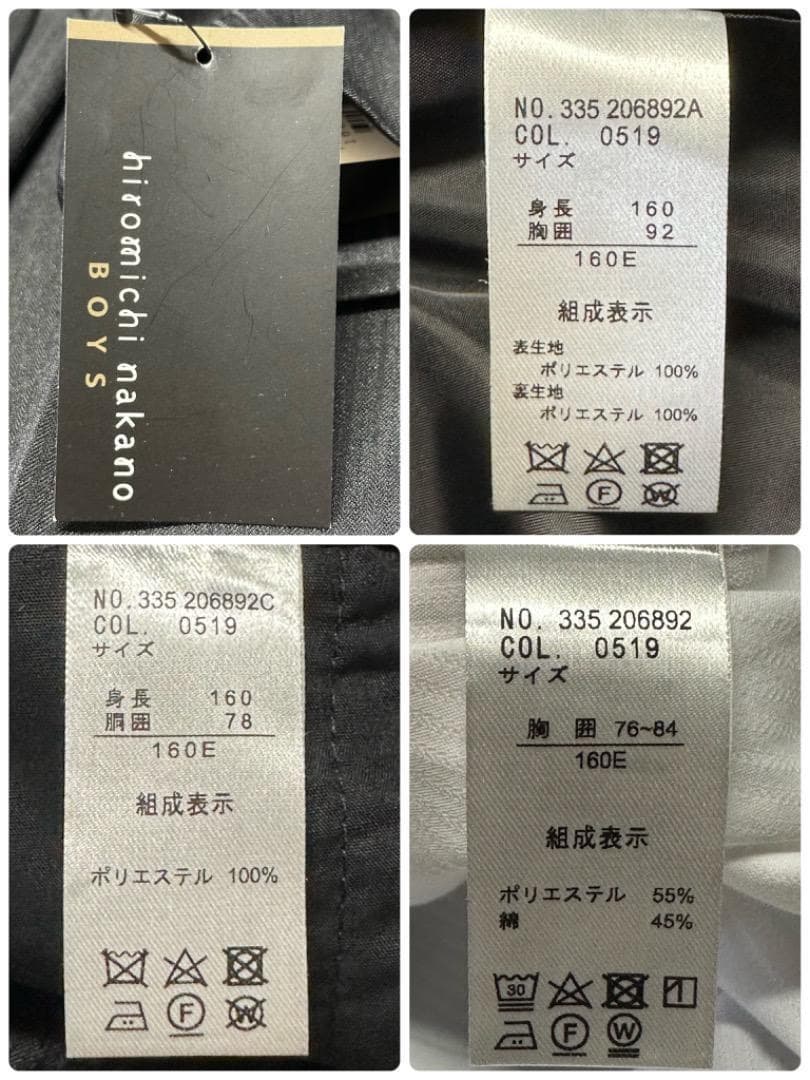 hiromichi nakano
BOYS
NO. 335 206892A
COL. 0519
サイズ
身長 160
胸囲 92
160E
組成表示
表生地
ポリエステル 100%
裏生地
ポリエステル 100%
F
W
NO. 335 206892C
COL. 0519
サイズ
身長 160
胴囲 78
160E
組成表示
ポリエステル 100%
F
W
NO. 335 206892
COL. 0519
サイズ
胸 囲 76~84
160E
組成表示
ポリエステル 55%
綿 45%
30
F
W